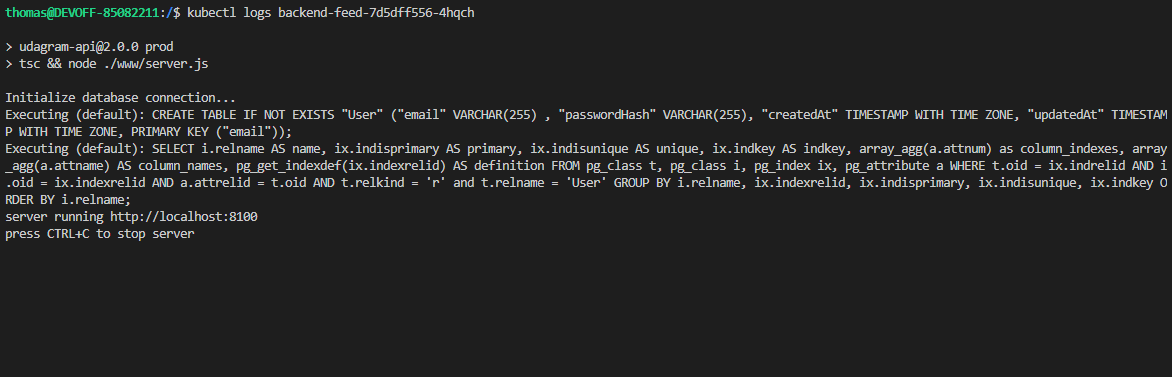 thomas@DEVOFF-85082211:/$ kubectl logs backend-feed-7d5dff556-4hqch
> udagram-api@2.0.0 prod
> tsc && node ./www/server.js
Initialize database connection...
Executing (default): CREATE TABLE IF NOT EXISTS "User" ("email" VARCHAR(255) , "passwordHash" VARCHAR(255), "createdAt" TIMESTAMP WITH TIME ZONE, "updatedAt" TIMESTAM
P WITH TIME ZONE, PRIMARY KEY ("email"));
Executing (default): SELECT i.relname AS name, ix.indisprimary AS primary, ix.indisunique AS unique, ix.indkey AS indkey, array_agg(a.attnum) as column_indexes, array
_agg(a.attname) AS column_names, pg_get_indexdef(ix.indexrelid) AS definition FROM pg_class t, pg_class i, pg_index ix, pg_attribute a WHERE t.oid = ix.indrelid AND i
.oid = ix.indexrelid AND a.attrelid = t.oid AND t.relkind = 'r' and t.relname = 'User' GROUP BY i.relname, ix.indexrelid, ix.indisprimary, ix.indisunique, ix.indkey O
RDER BY i.relname;
server running http://localhost:8100
press CTRL+C to stop server